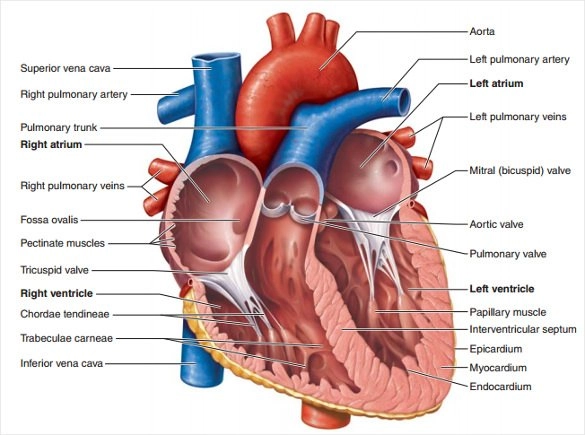 Superior vena cava
Right pulmonary artery
Pulmonary trunk
Right atrium
Right pulmonary veins
Fossa ovalis
Pectinate muscles
Tricuspid valve
Right ventricle
Chordae tendineae
Trabeculae carneae
Inferior vena cava
Aorta
Left pulmonary artery
Left atrium
Left pulmonary veins
Mitral (bicuspid) valve
Aortic valve
Pulmonary valve
Left ventricle
Papillary muscle
Interventricular septum
Epicardium
Myocardium
Endocardium